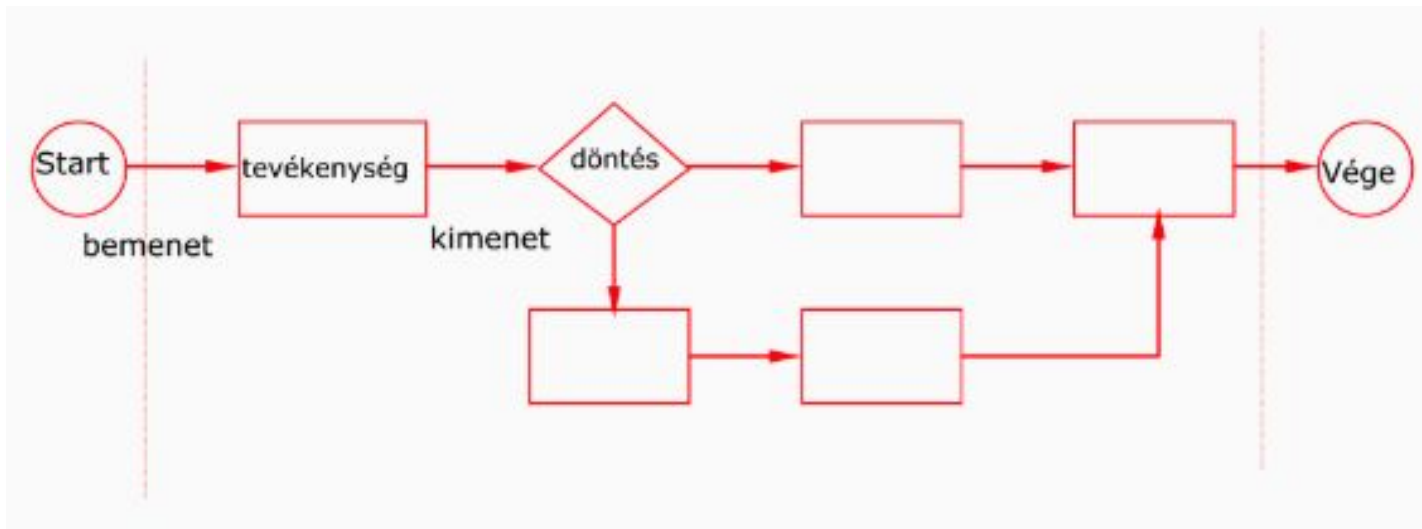 Start
tevékenység
döntés
Vége
bemenet
kimenet